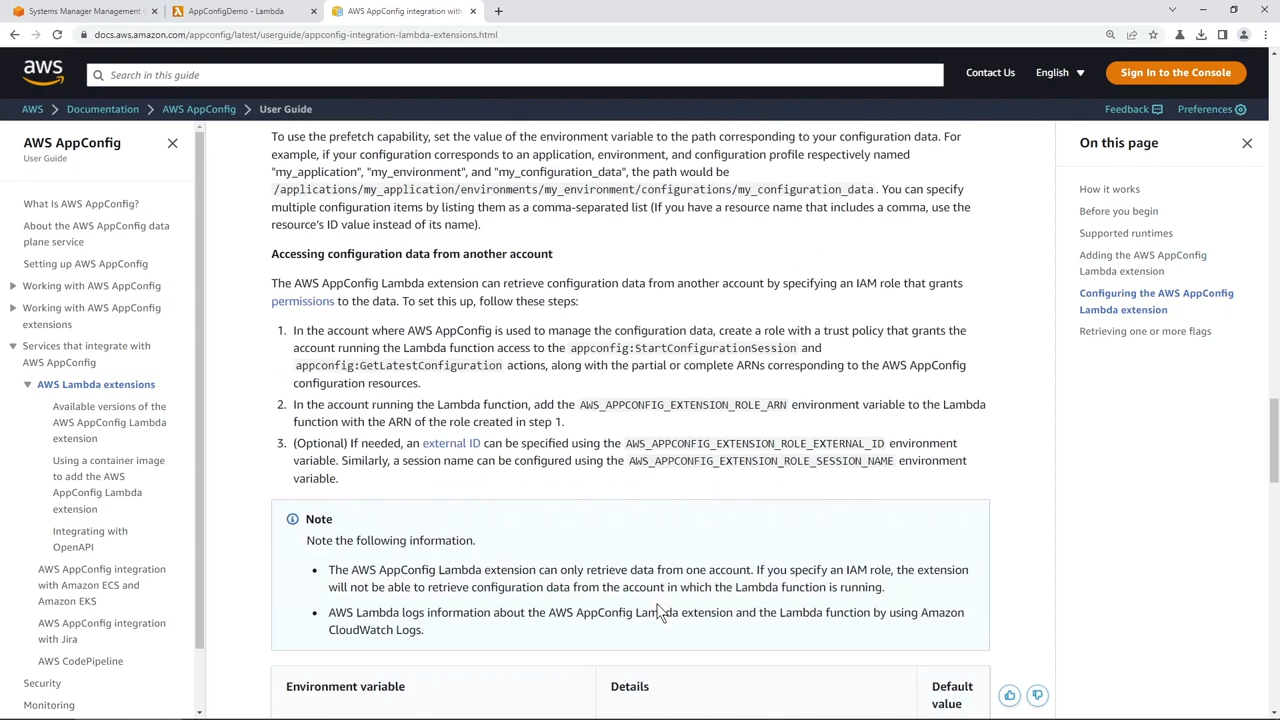 Systems Manager Management C
AppConfigDemo - Lambda
AWS AppConfig integration with
docs.aws.amazon.com/appconfig/latest/userguide/appconfig-integration-lambda-extensions.html
aws
Search in this guide
Contact Us
English
Sign In to the Console
AWS
Documentation
AWS AppConfig
User Guide
Feedback
Preferences
AWS AppConfig
User Guide
What Is AWS AppConfig?
About the AWS AppConfig data
plane service
Setting up AWS AppConfig
Working with AWS AppConfig
Working with AWS AppConfig
extensions
Services that integrate with
AWS AppConfig
AWS Lambda extensions
Available versions of the
AWS AppConfig Lambda
extension
Using a container image
to add the AWS
AppConfig Lambda
extension
Integrating with
OpenAPI
AWS AppConfig integration
with Amazon ECS and
Amazon EKS
AWS AppConfig integration
with Jira
AWS CodePipeline
Security
Monitoring
To use the prefetch capability, set the value of the environment variable to the path corresponding to your configuration data. For
example, if your configuration corresponds to an application, environment, and configuration profile respectively named
"my_application", "my_environment", and "my_configuration_data", the path would be
/applications/my_application/environments/my_environment/configurations/my_configuration_data. You can specify
multiple configuration items by listing them as a comma-separated list (If you have a resource name that includes a comma, use the
resource's ID value instead of its name).
Accessing configuration data from another account
The AWS AppConfig Lambda extension can retrieve configuration data from another account by specifying an IAM role that grants
permissions to the data. To set this up, follow these steps:
1. In the account where AWS AppConfig is used to manage the configuration data, create a role with a trust policy that grants the
account running the Lambda function access to the appconfig:StartConfigurationSession and
appconfig:GetLatestConfiguration actions, along with the partial or complete ARNs corresponding to the AWS AppConfig
configuration resources.
2. In the account running the Lambda function, add the AWS_APPCONFIG_EXTENSION_ROLE_ARN environment variable to the Lambda
function with the ARN of the role created in step 1.
3. (Optional) If needed, an external ID can be specified using the AWS_APPCONFIG_EXTENSION_ROLE_EXTERNAL_ID environment
variable. Similarly, a session name can be configured using the AWS_APPCONFIG_EXTENSION_ROLE_SESSION_NAME environment
variable.
Note
Note the following information.
• The AWS AppConfig Lambda extension can only retrieve data from one account. If you specify an IAM role, the extension
will not be able to retrieve configuration data from the account in which the Lambda function is running.
• AWS Lambda logs information about the AWS AppConfig Lambda extension and the Lambda function by using Amazon
CloudWatch Logs.
Environment variable
Details
Default
value
On this page
How it works
Before you begin
Supported runtimes
Adding the AWS AppConfig
Lambda extension
Configuring the AWS AppConfig
Lambda extension
Retrieving one or more flags